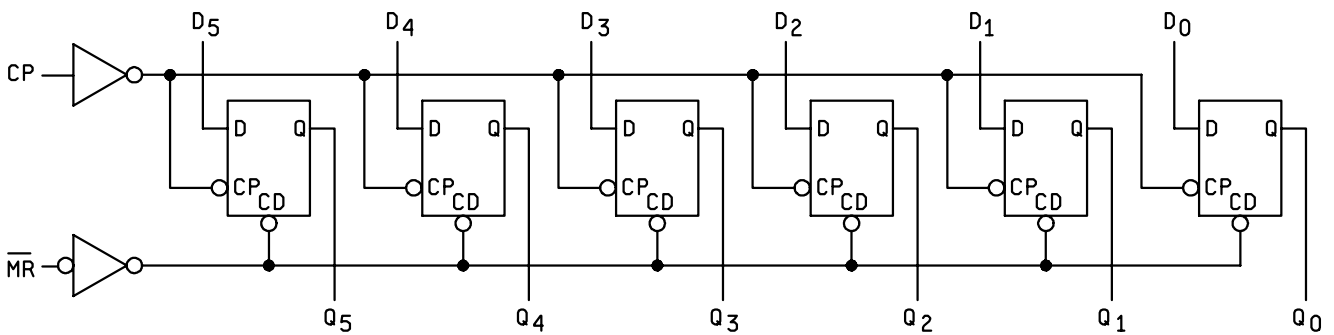 D5 D4 D3 D2 D1 D0
CP
D Q D Q D Q D Q D Q D Q
CP CP CP CP CP CP
CD CD CD CD CD CD
M̅R̅
Q5 Q4 Q3 Q2 Q1 Q0